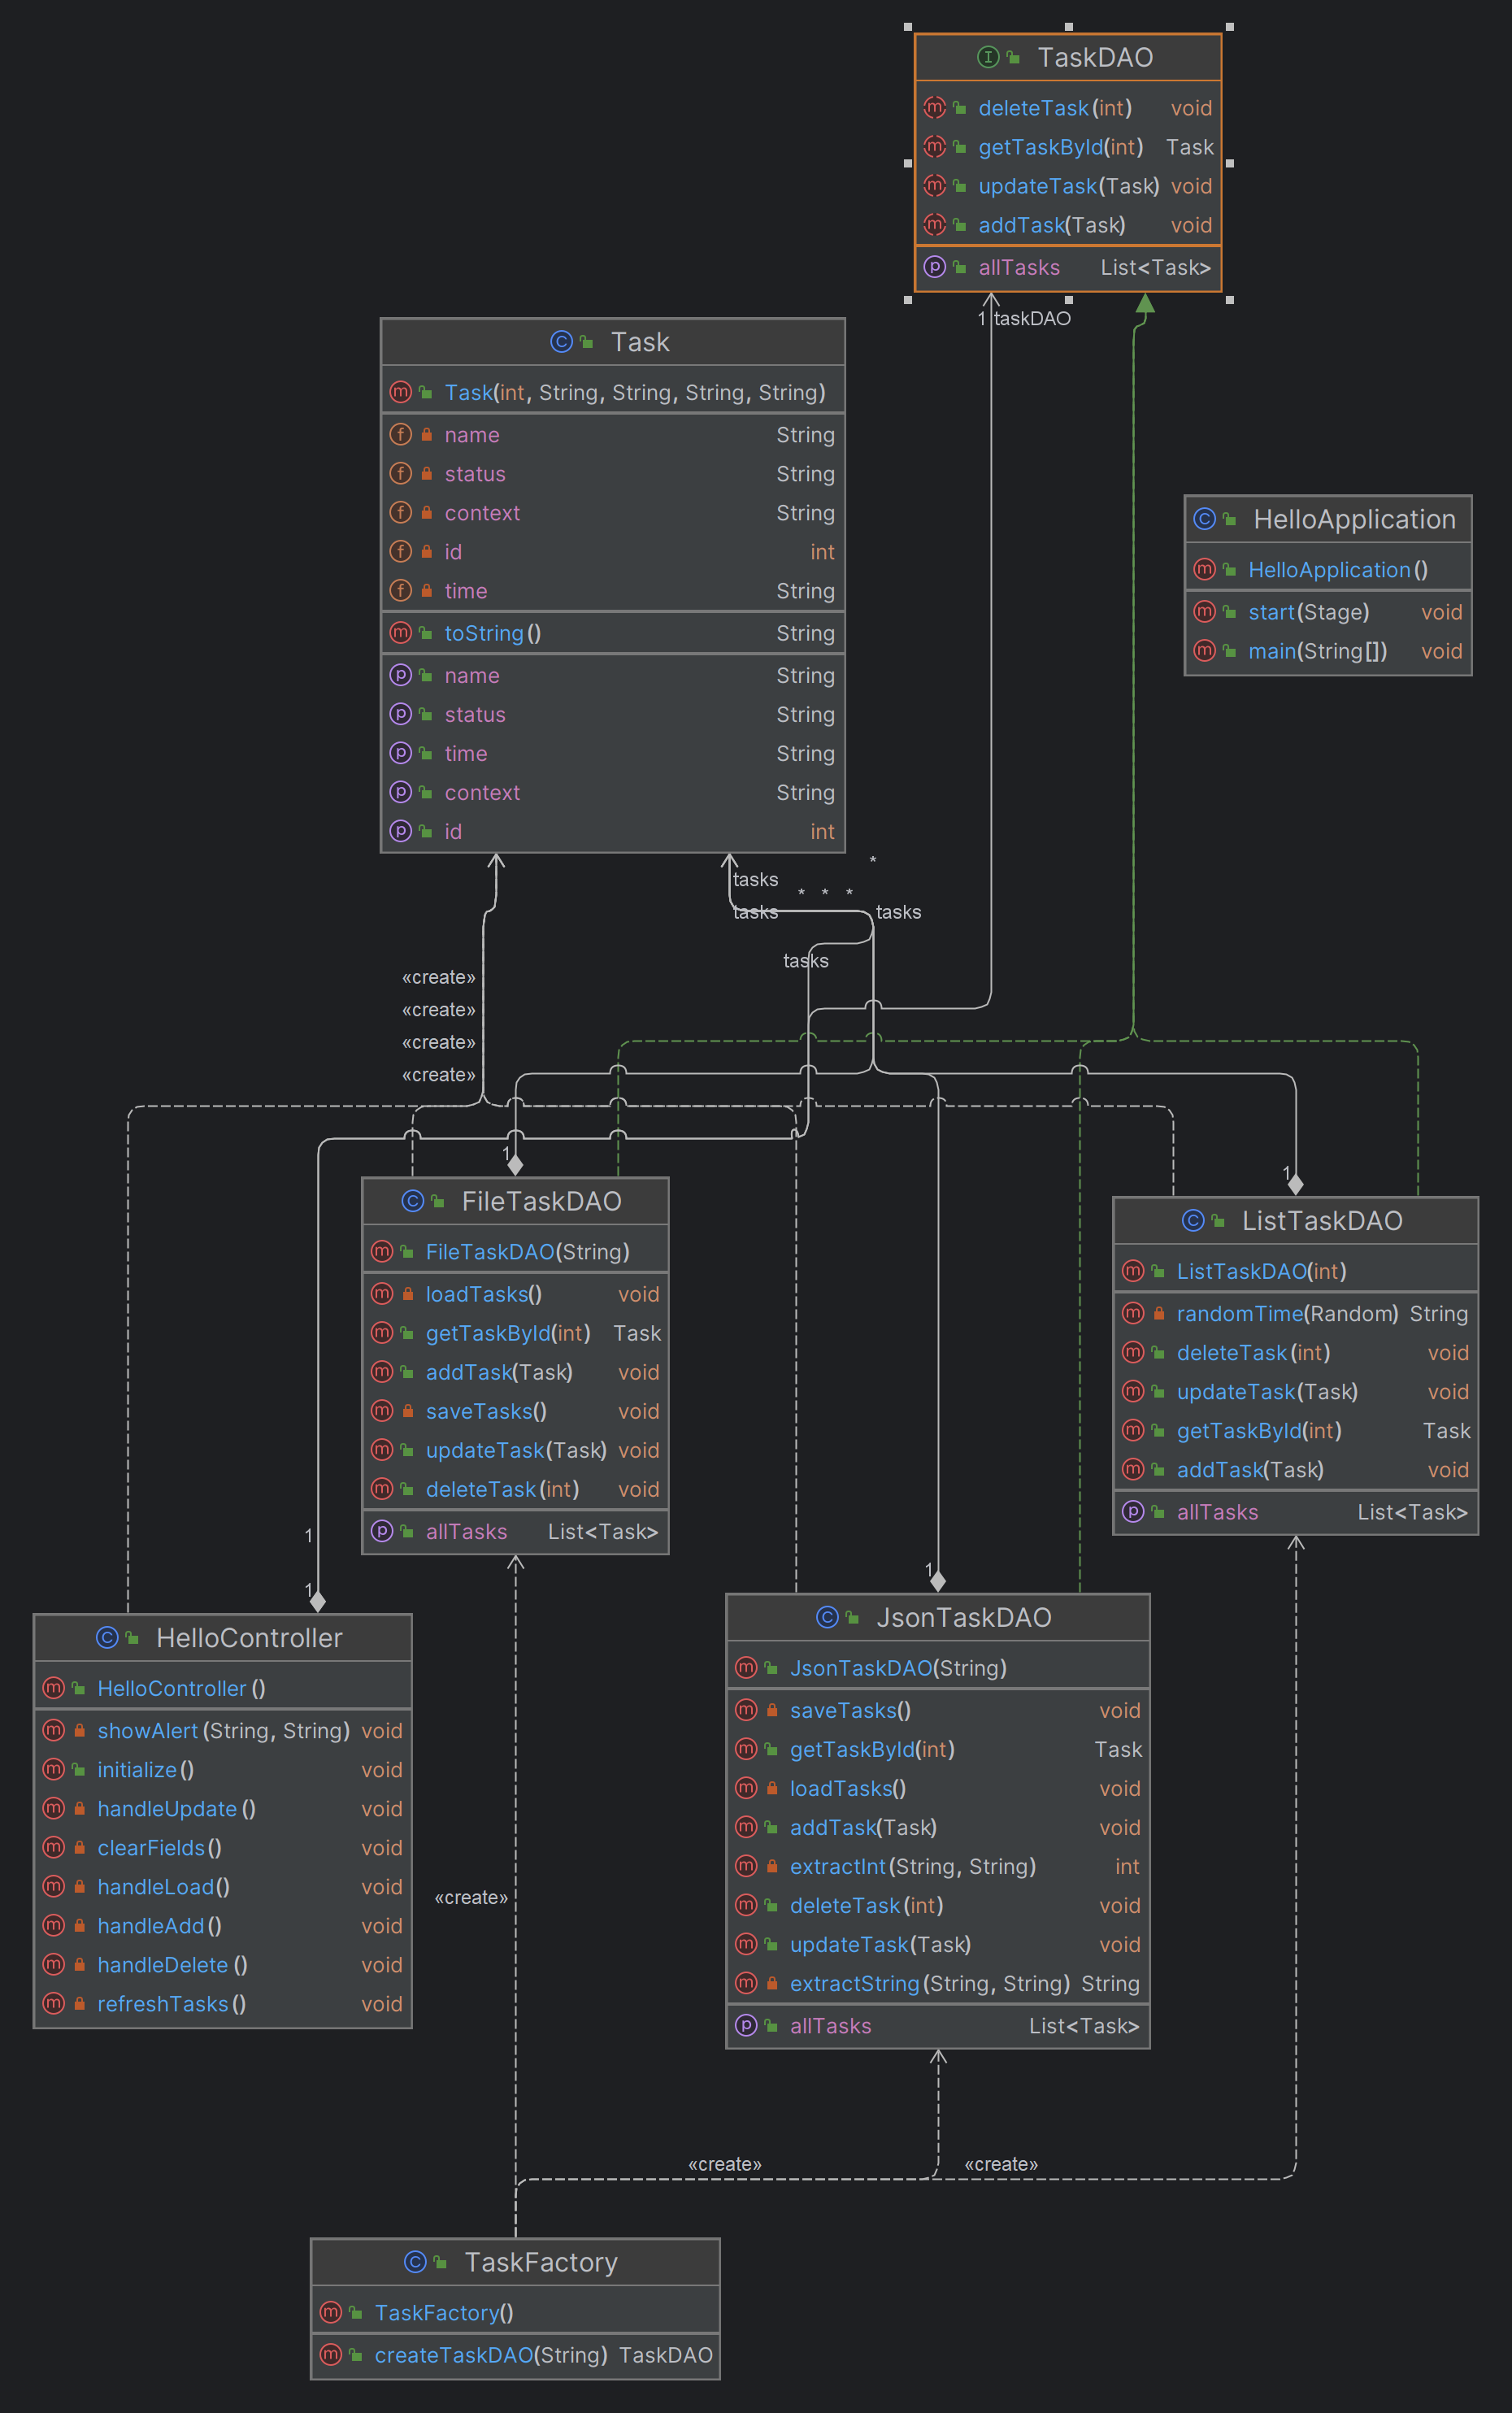 TaskDAO
deleteTask(int) void
getTaskById(int) Task
updateTask(Task) void
addTask(Task) void
allTasks List<Task>
1 taskDAO
Task
Task(int, String, String, String, String)
name String
status String
context String
id int
time String
toString() String
name String
status String
time String
context String
id int
HelloApplication
HelloApplication()
start(Stage) void
main(String[]) void
*
tasks
* * *
tasks
tasks
tasks
«create»
«create»
«create»
«create»
1
FileTaskDAO
FileTaskDAO(String)
loadTasks() void
getTaskById(int) Task
addTask(Task) void
saveTasks() void
updateTask(Task) void
deleteTask(int) void
allTasks List<Task>
1
ListTaskDAO
ListTaskDAO(int)
randomTime(Random) String
deleteTask(int) void
updateTask(Task) void
getTaskById(int) Task
addTask(Task) void
allTasks List<Task>
1
1
HelloController
HelloController()
showAlert(String, String) void
initialize() void
handleUpdate() void
clearFields() void
handleLoad() void
handleAdd() void
handleDelete() void
refreshTasks() void
1
JsonTaskDAO
JsonTaskDAO(String)
saveTasks() void
getTaskById(int) Task
loadTasks() void
addTask(Task) void
extractInt(String, String) int
deleteTask(int) void
updateTask(Task) void
extractString(String, String) String
allTasks List<Task>
«create»
«create»
«create»
TaskFactory
TaskFactory()
createTaskDAO(String) TaskDAO